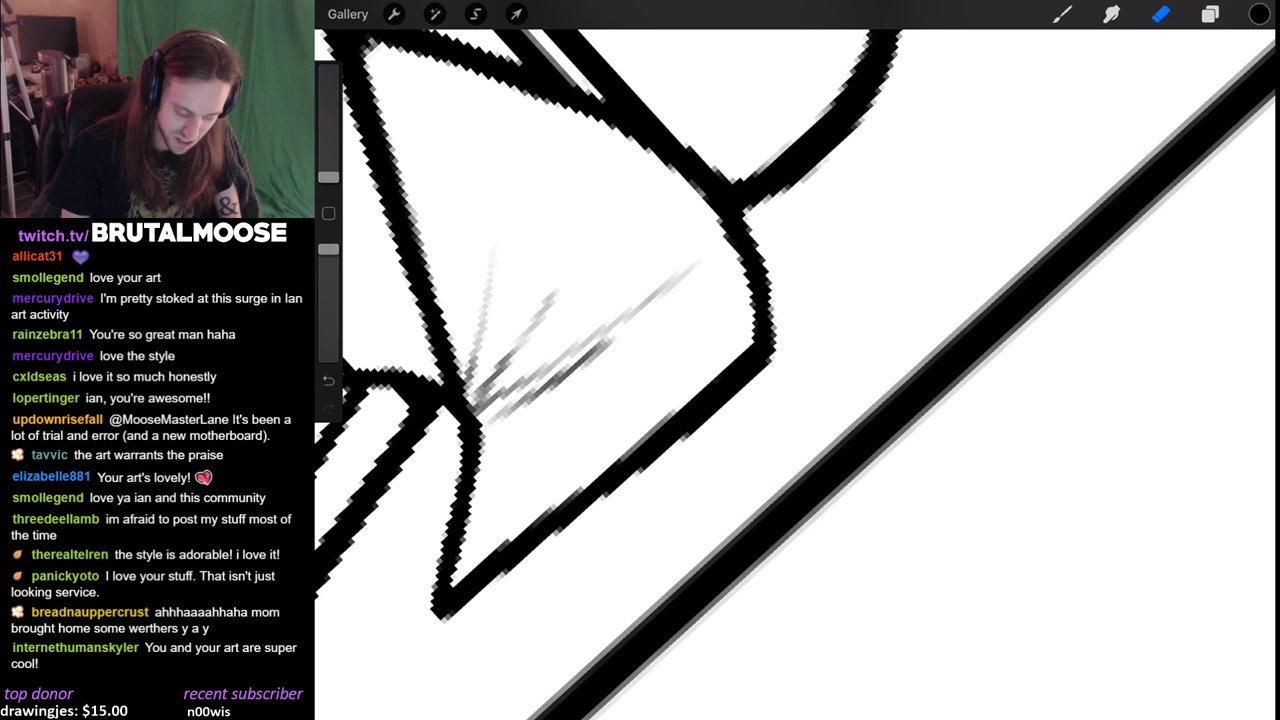 Gallery
&
twitch.tv/BRUTALMOOSE
allicat31
smollegend love your art
mercurydrive I'm pretty stoked at this surge in Ian
art activity
rainzebra11 You're so great man haha
mercurydrive love the style
cxldseas i love it so much honestly
lopertinger ian, you're awesome!!
updownrisefall @MooseMasterLane It's been a
lot of trial and error (and a new motherboard).
tavvic the art warrants the praise
elizabelle881 Your art's lovely!
smollegend love ya ian and this community
threedeellamb im afraid to post my stuff most of
the time
therealtelren the style is adorable! i love it!
panickyoto I love your stuff. That isn't just
looking service.
breadnauppercrust ahhhaaaahhaha mom
brought home some werthers y a y
internethumanskyler You and your art are super
cool!
top donor recent subscriber
drawingjes: $15.00 n00wis